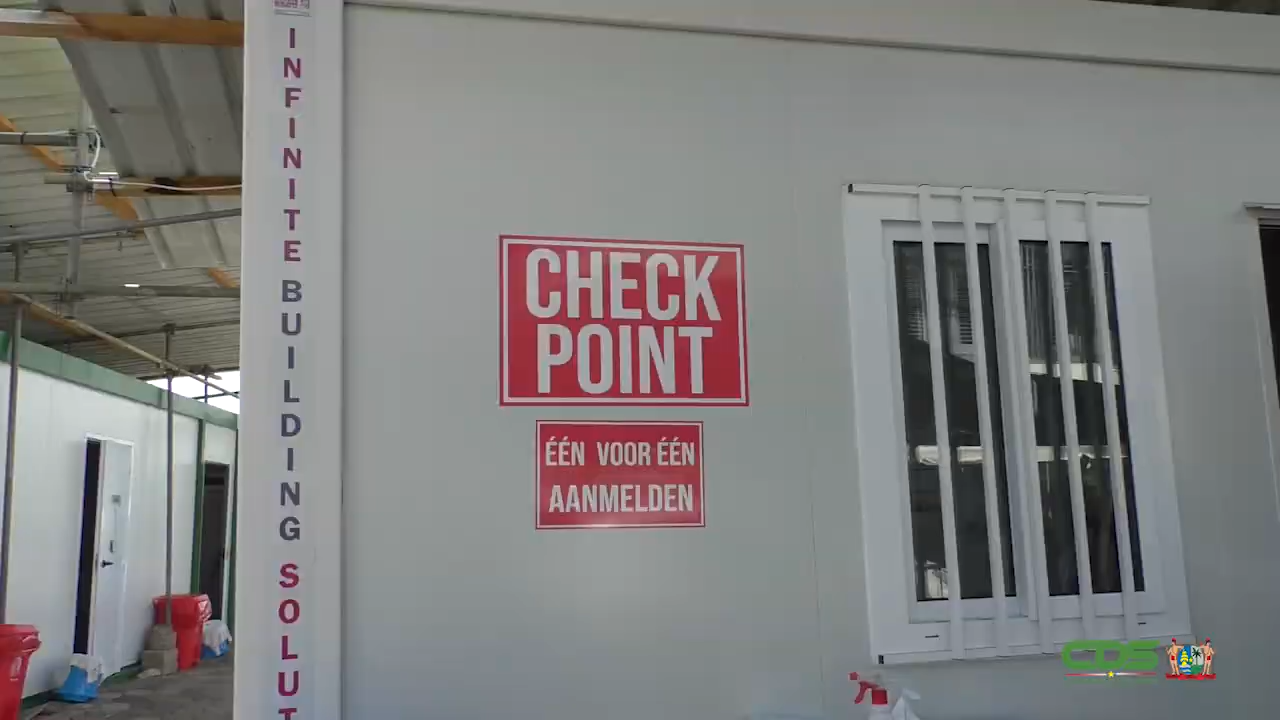 INFINITE BUILDING SOLUT
CHECK
POINT
ÉÉN VOOR ÉÉN
AANMELDEN
CDS